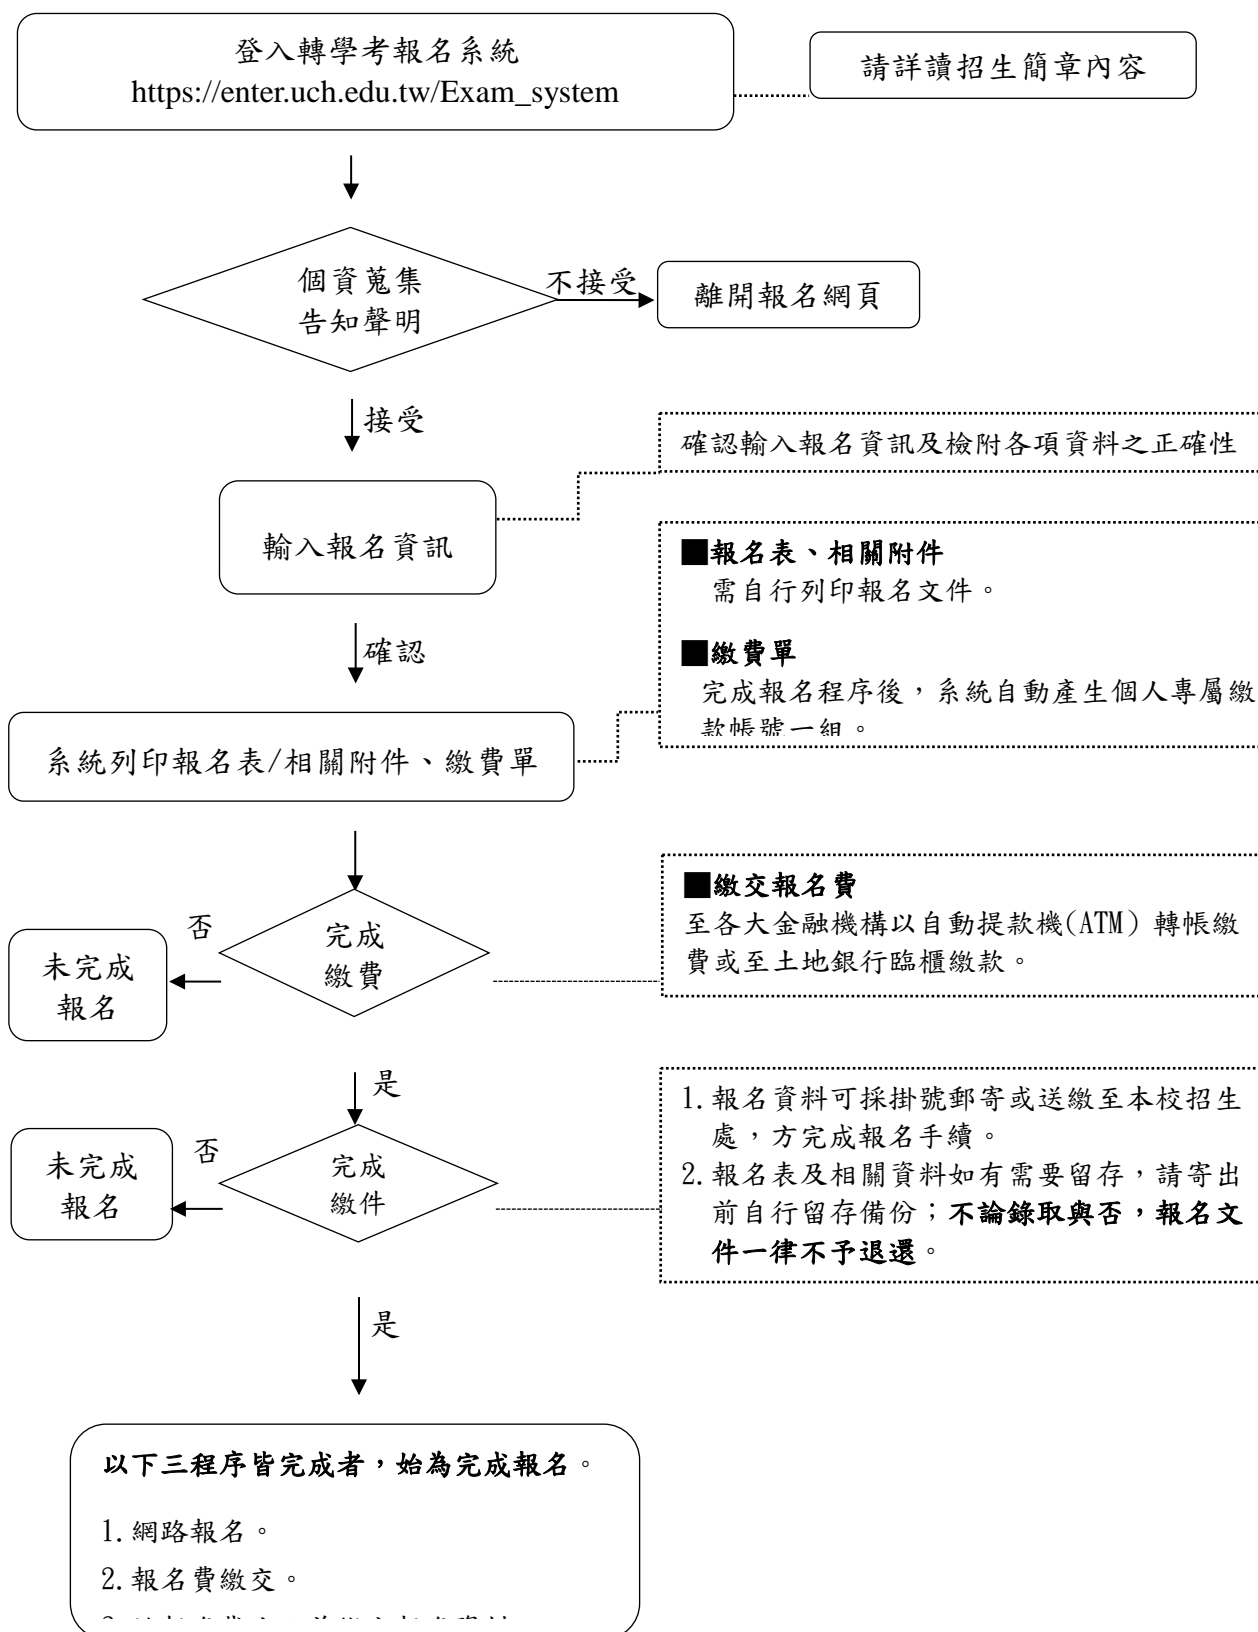 登入轉學考報名系統
https://enter.uch.edu.tw/Exam_system
請詳讀招生簡章內容
個資蒐集
告知聲明
不接受
離開報名網頁
接受
確認輸入報名資訊及檢附各項資料之正確性
輸入報名資訊
■報名表、相關附件
需自行列印報名文件。
■繳費單
完成報名程序後，系統自動產生個人專屬繳
款帳號一組。
確認
系統列印報名表/相關附件、繳費單
■繳交報名費
至各大金融機構以自動提款機(ATM) 轉帳繳
費或至土地銀行臨櫃繳款。
完成
繳費
否
未完成
報名
是
1.報名資料可採掛號郵寄或送繳至本校招生
處，方完成報名手續。
2.報名表及相關資料如有需要留存，請寄出
前自行留存備份；不論錄取與否，報名文
件一律不予退還。
完成
繳件
否
未完成
報名
是
以下三程序皆完成者，始為完成報名。
1.網路報名。
2.報名費繳交。